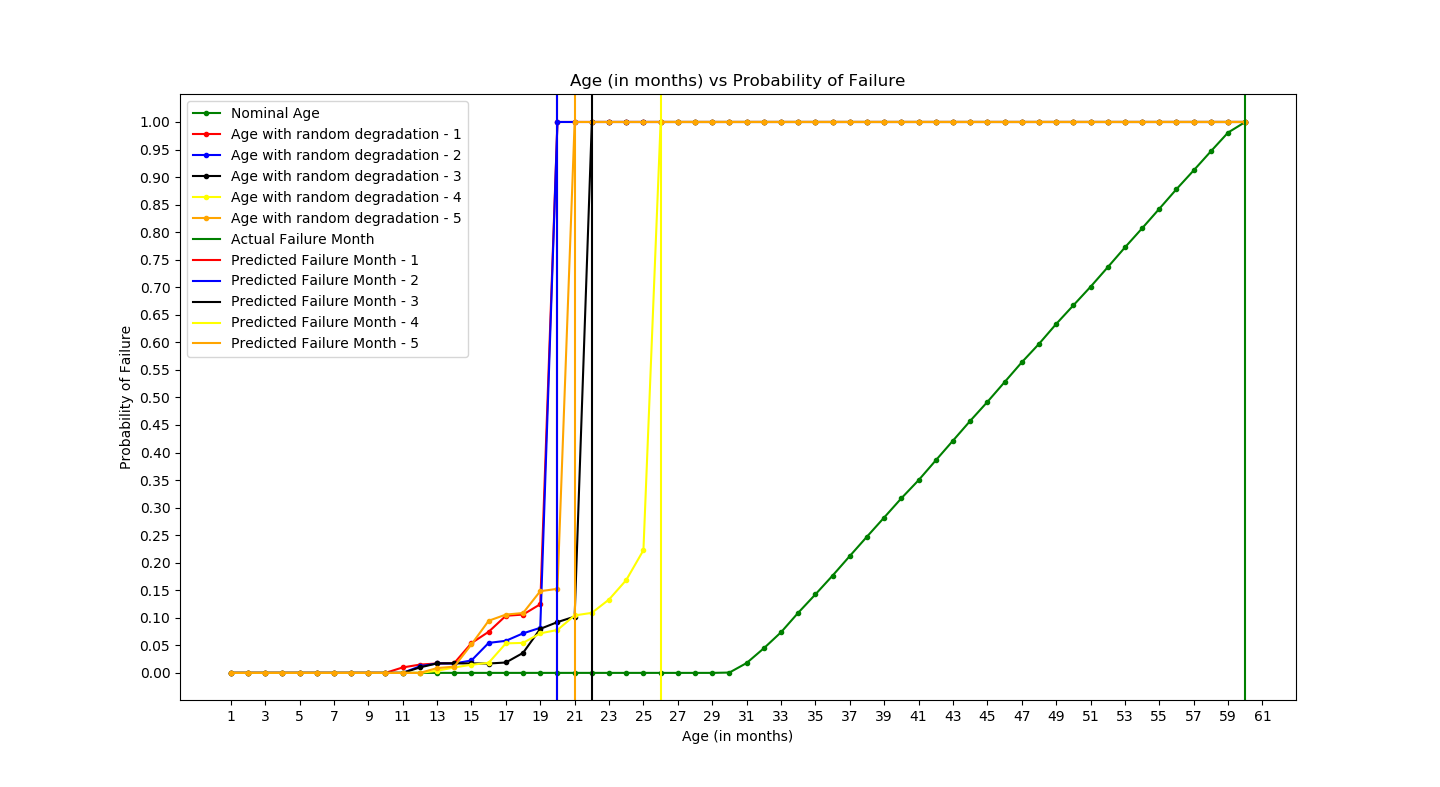 Age (in months) vs Probability of Failure
Nominal Age
Age with random degradation - 1
Age with random degradation - 2
Age with random degradation - 3
Age with random degradation - 4
Age with random degradation - 5
Actual Failure Month
Predicted Failure Month - 1
Predicted Failure Month - 2
Predicted Failure Month - 3
Predicted Failure Month - 4
Predicted Failure Month - 5
Probability of Failure
1.00
0.95
0.90
0.85
0.80
0.75
0.70
0.65
0.60
0.55
0.50
0.45
0.40
0.35
0.30
0.25
0.20
0.15
0.10
0.05
0.00
1 3 5 7 9 11 13 15 17 19 21 23 25 27 29 31 33 35 37 39 41 43 45 47 49 51 53 55 57 59 61
Age (in months)